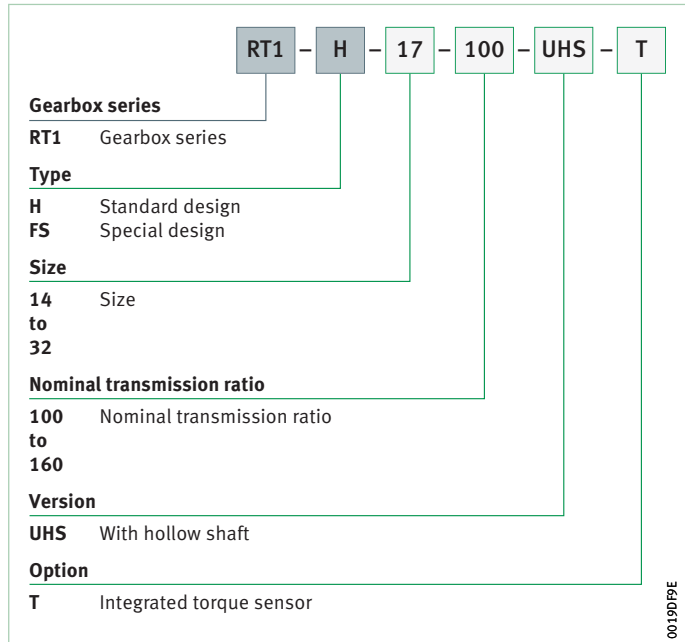 RT1 – H – 17 – 100 – UHS – T
Gearbox series
RT1 Gearbox series
Type
H Standard design
FS Special design
Size
14 Size
to
32
Nominal transmission ratio
100 Nominal transmission ratio
to
160
Version
UHS With hollow shaft
Option
T Integrated torque sensor
0019DF9E